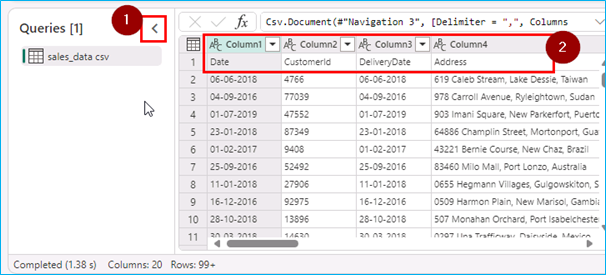 1
Csv.Document(#"Navigation 3", [Delimiter = ",", Columns
Queries [1]
2
Column1 Column2 Column3 Column4
sales_data csv
1 Date CustomerId DeliveryDate Address
2 06-06-2018 4766 06-06-2018 619 Caleb Stream, Lake Dessie, Taiwan
3 04-09-2016 77039 04-09-2016 978 Carroll Avenue, Ryleightown, Sudan
4 01-07-2019 47552 01-07-2019 903 Imani Square, New Parkerfort, Puerto
5 23-01-2018 87349 23-01-2018 64886 Champlin Street, Mortonport, Gua
6 01-02-2018 9408 01-02-2018 43221 Bernie Course, New Chaz, Brazil
7 25-09-2016 52492 25-09-2016 83460 Milo Mall, Port Lonzo, Australia
8 11-01-2018 27906 11-01-2018 0655 Hegmann Villages, Gulgowskiton, S
9 16-12-2016 92975 16-12-2016 0509 Harmon Plain, New Marisol, Gambia
10 28-10-2018 13896 28-10-2018 507 Monahan Orchard, Port Isabelchester
11 30-03-2018 14630 30-03-2018 0297 Una Traffiway, Daisyside, Mexico
Completed (1.38 s) Columns: 20 Rows: 99+